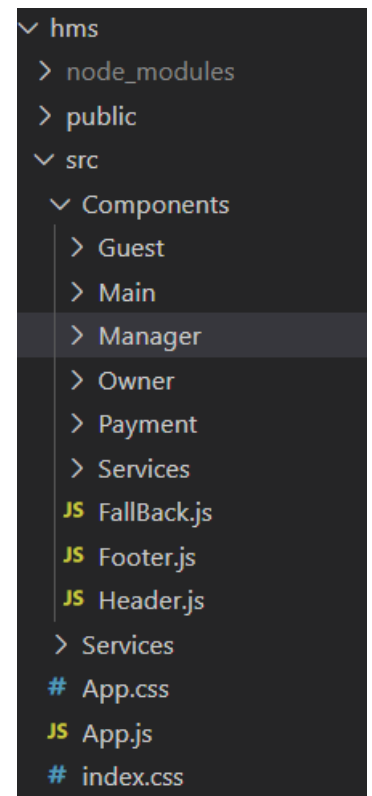 hms
node_modules
public
src
Components
Guest
Main
Manager
Owner
Payment
Services
JS FallBack.js
JS Footer.js
JS Header.js
Services
# App.css
JS App.js
# index.css